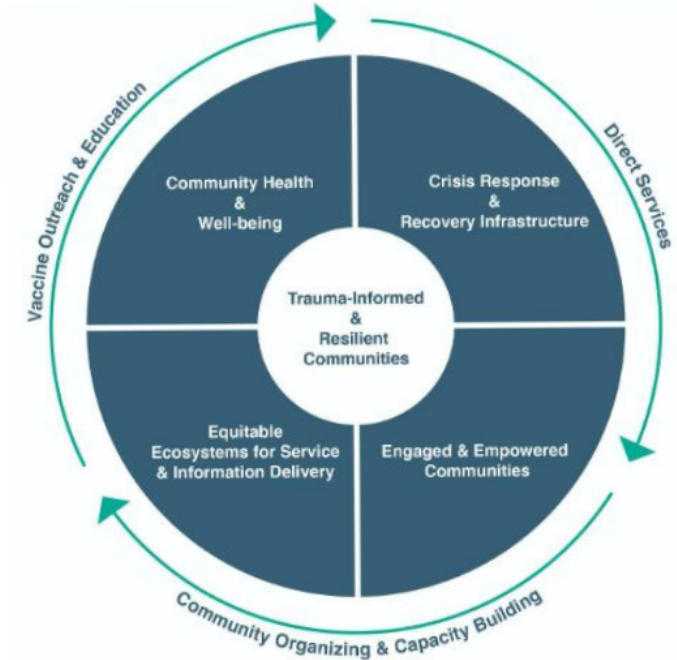 Vaccine Outreach & Education
Direct Services
Community Health
&
Well-being
Crisis Response
&
Recovery Infrastructure
Trauma-Informed
&
Resilient
Communities
Equitable
Ecosystems for Service
& Information Delivery
Engaged & Empowered
Communities
Community Organizing & Capacity Building